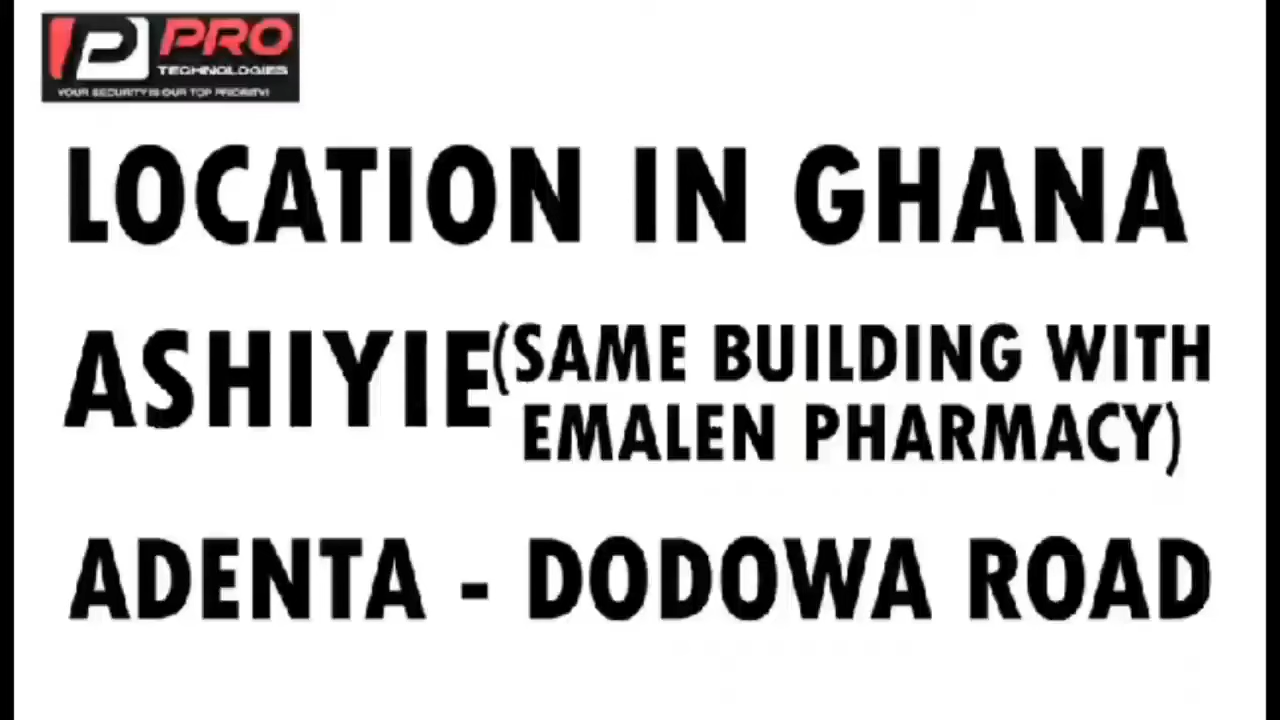 PRO
TECHNOLOGIES
YOUR SECURITY IS OUR TOP PRIORITY!
LOCATION IN GHANA
ASHIYIE (SAME BUILDING WITH
EMALEN PHARMACY)
ADENTA - DODOWA ROAD